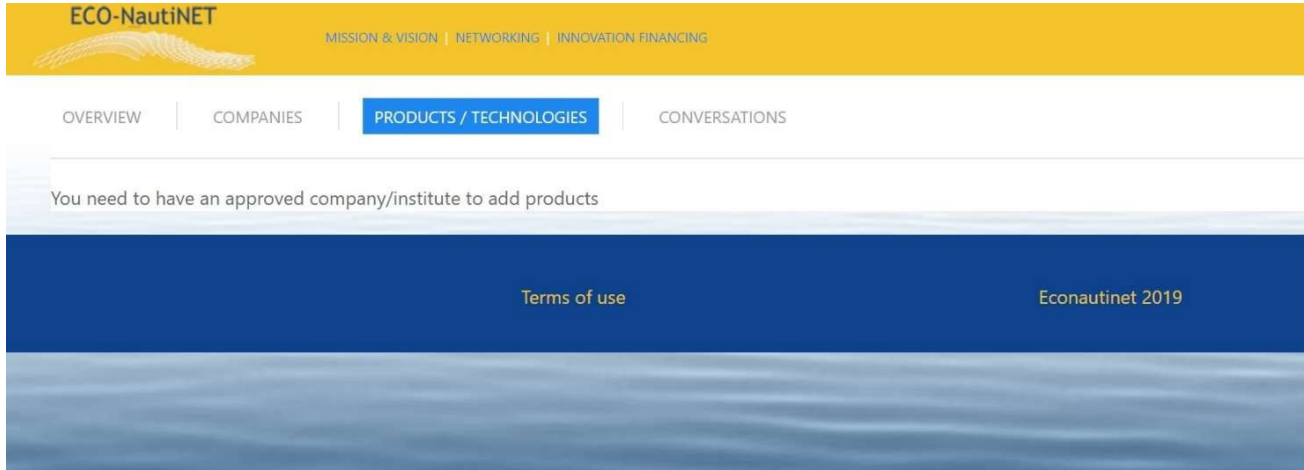 ECO-NautiNET
MISSION & VISION | NETWORKING | INNOVATION FINANCING
OVERVIEW COMPANIES PRODUCTS / TECHNOLOGIES CONVERSATIONS
You need to have an approved company/institute to add products
Terms of use Econautinet 2019